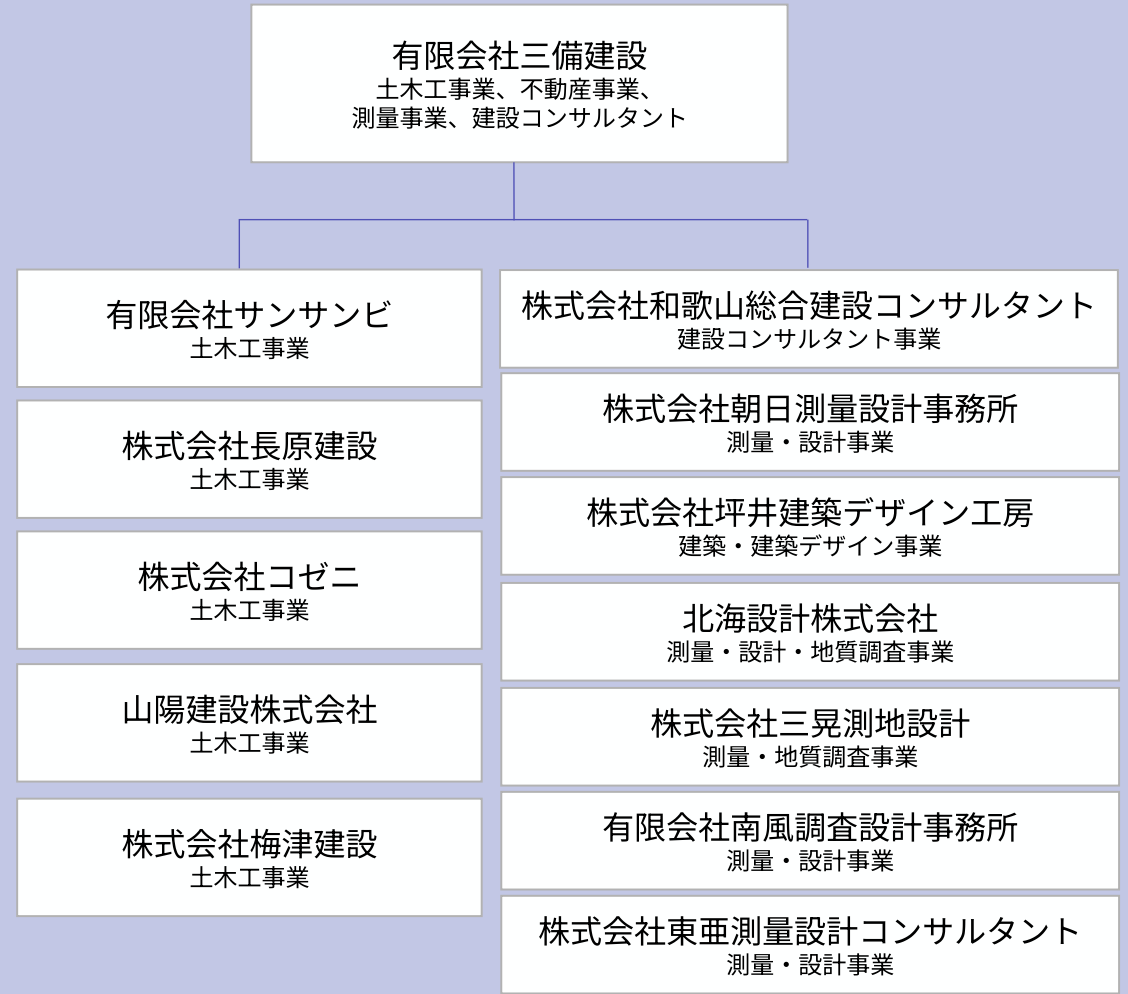 有限会社三備建設
土木工事業、不動産事業、
測量事業、建設コンサルタント
有限会社サンサンビ
土木工事業
株式会社長原建設
土木工事業
株式会社コゼニ
土木工事業
山陽建設株式会社
土木工事業
株式会社梅津建設
土木工事業
株式会社和歌山総合建設コンサルタント
建設コンサルタント事業
株式会社朝日測量設計事務所
測量・設計事業
株式会社坪井建築デザイン工房
建築・建築デザイン事業
北海設計株式会社
測量・設計・地質調査事業
株式会社三晃測地設計
測量・地質調査事業
有限会社南風調査設計事務所
測量・設計事業
株式会社東亜測量設計コンサルタント
測量・設計事業